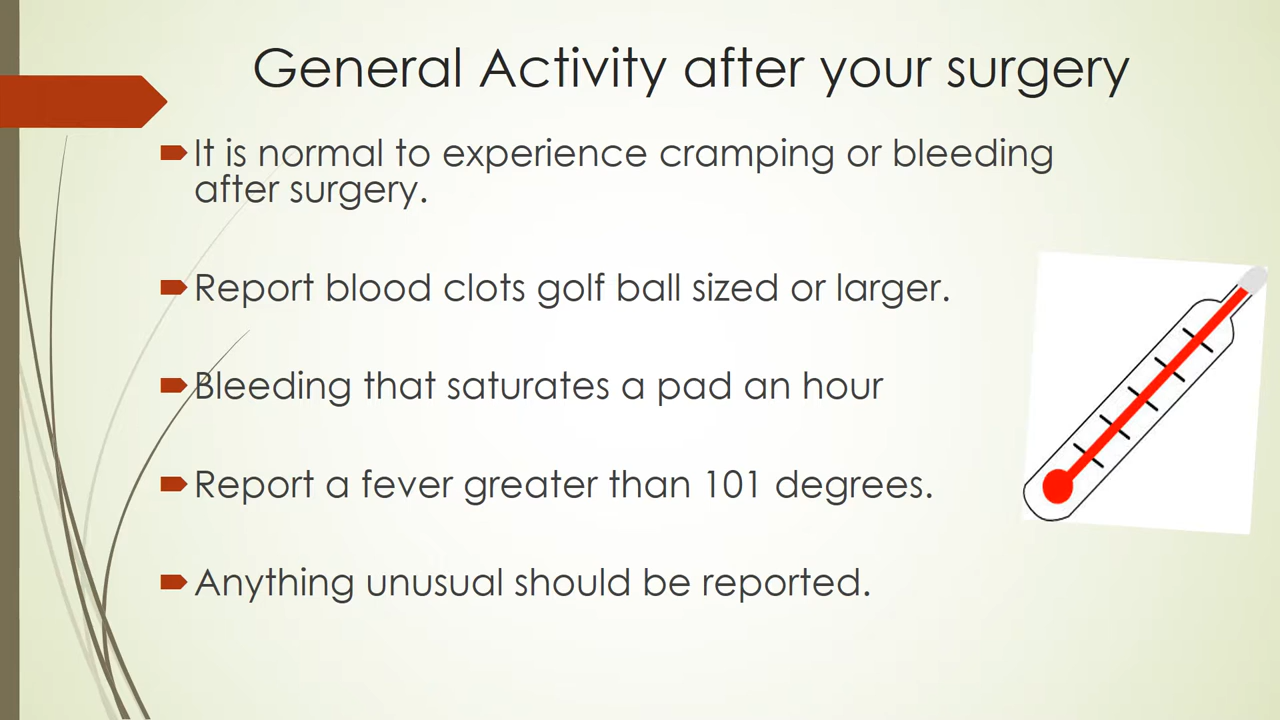 General Activity after your surgery
It is normal to experience cramping or bleeding
after surgery.
Report blood clots golf ball sized or larger.
Bleeding that saturates a pad an hour
Report a fever greater than 101 degrees.
Anything unusual should be reported.